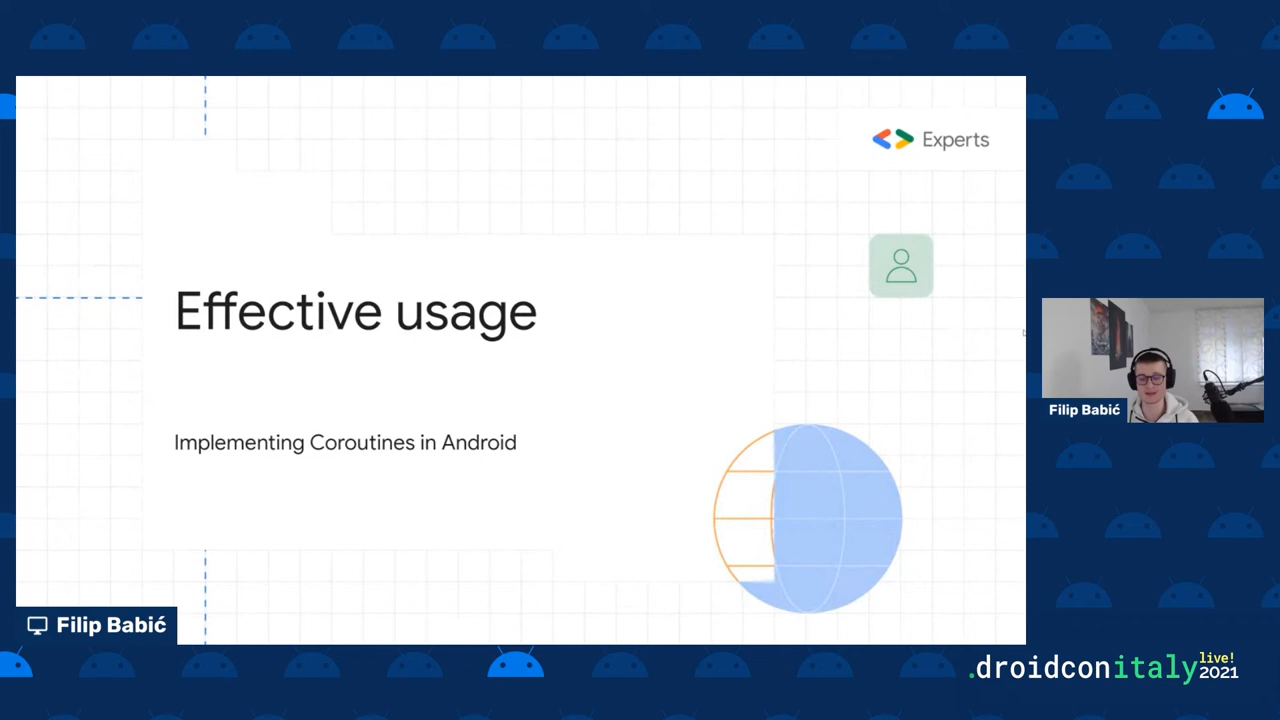 Experts
Effective usage
Implementing Coroutines in Android
Filip Babić
Filip Babić
.droidconitaly live! 2021